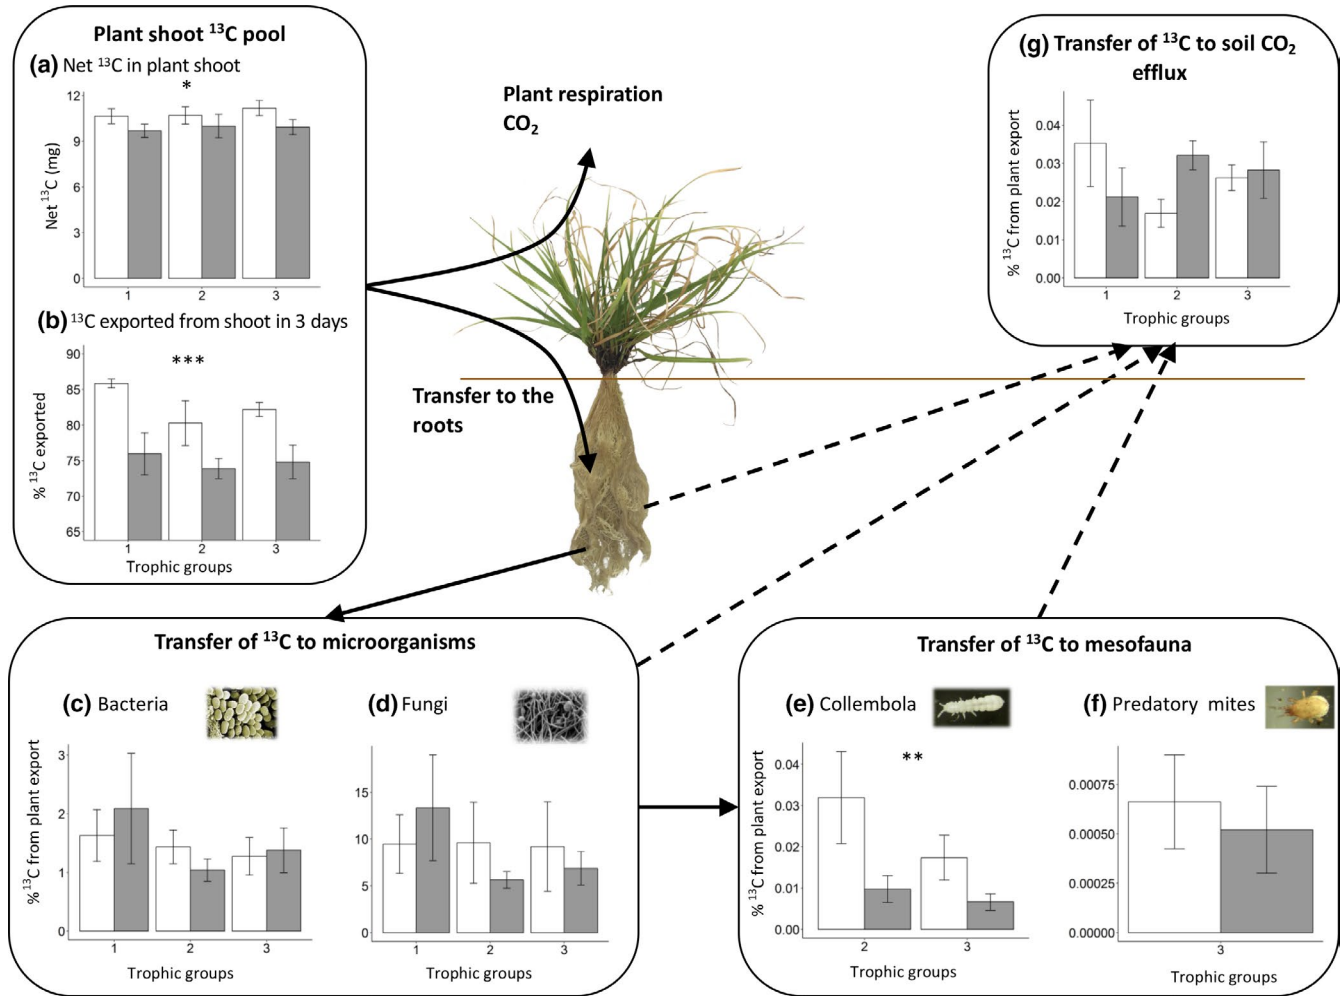 Plant shoot ¹³C pool
(a) Net ¹³C in plant shoot
*
12
9
6
3
0
Net ¹³C (mg)
1 2 3
(b) ¹³C exported from shoot in 3 days
***
90
85
80
75
70
65
% ¹³C exported
1 2 3
Trophic groups
Plant respiration
CO₂
Transfer to the
roots
(g) Transfer of ¹³C to soil CO₂
efflux
0.04
0.03
0.02
0.01
0.00
% ¹³C from plant export
1 2 3
Trophic groups
Transfer of ¹³C to microorganisms
(c) Bacteria
3
2
1
0
% ¹³C from plant export
1 2 3
Trophic groups
(d) Fungi
15
10
5
0
1 2 3
Trophic groups
Transfer of ¹³C to mesofauna
(e) Collembola
**
0.04
0.03
0.02
0.01
0.00
% ¹³C from plant export
2 3
Trophic groups
(f) Predatory mites
0.00075
0.00050
0.00025
0.00000
3
Trophic groups